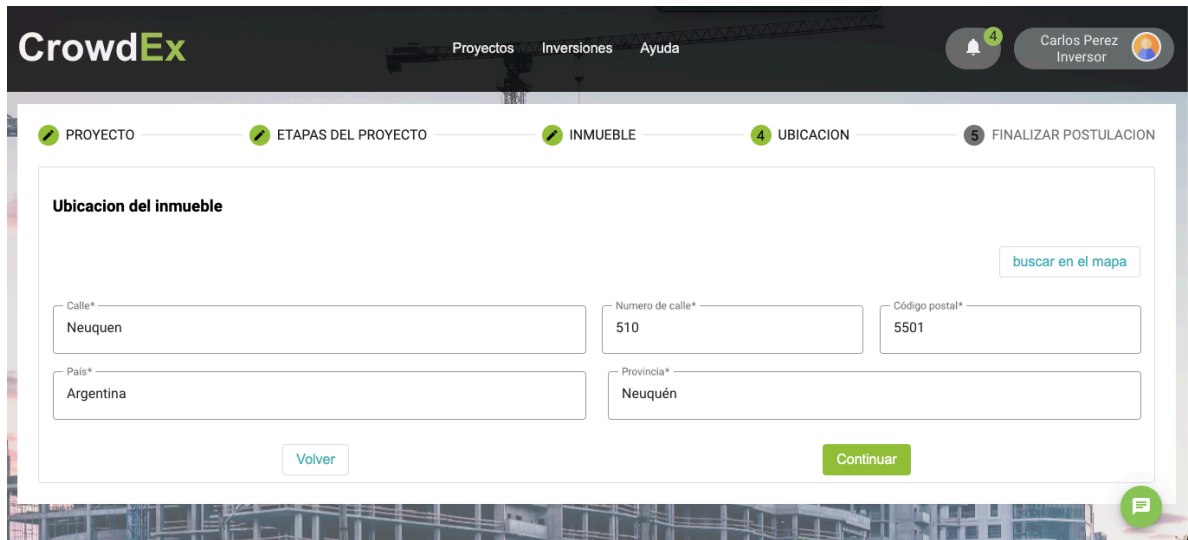 CrowdEx
Proyectos Inversiones Ayuda
4
Carlos Perez
Inversor
PROYECTO
ETAPAS DEL PROYECTO
INMUEBLE
4 UBICACION
5 FINALIZAR POSTULACION
Ubicacion del inmueble
buscar en el mapa
Calle*
Neuquen
Numero de calle*
510
Código postal*
5501
País*
Argentina
Provincia*
Neuquén
Volver
Continuar